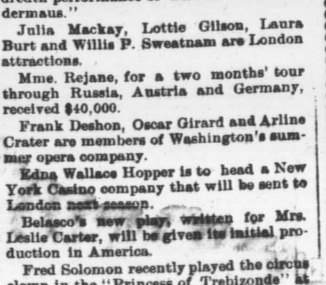 dermaus."
Julia Mackay, Lottie Gilson, Laura
Burt and Willis P. Sweatnam are London
attractions.
Mme. Rejane, for a two months' tour
through Russia, Austria and Germany,
received $40,000.
Frank Deshon, Oscar Girard and Arline
Crater are members of Washington's sum-
mer opera company.
Edna Wallace Hopper is to head a New
York Casino company that will be sent to
London next season.
Belasco's new play, written for Mrs.
Leslie Carter, will be given its initial pro-
duction in America.
Fred Solomon recently played the circus
clown in the "Princess of Trebizonde" at